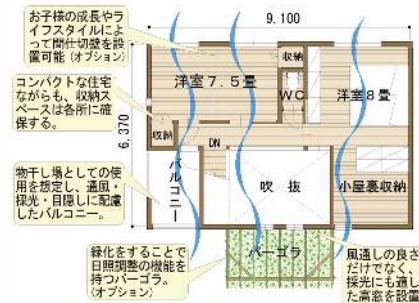 お子様の成長やラ
イフスタイルによ
って間仕切壁を設
置可能(オプション)
9.100
収納
洋室7.5畳
WC
洋室8畳
コンパクトな住宅
ながらも、収納ス
ペースは各所に確
保する。
6.370
収納
DN
バルコニー
吹 抜
小屋裏収納
物干し場としての
使用を想定し、通風・
採光・目隠しに配慮
したバルコニー。
緑化をすることで
日照調整の機能を
持つパーゴラ。
(オプション)
パーゴラ
風通しの良さ
だけでなく、
採光にも適し
た高窓を設置